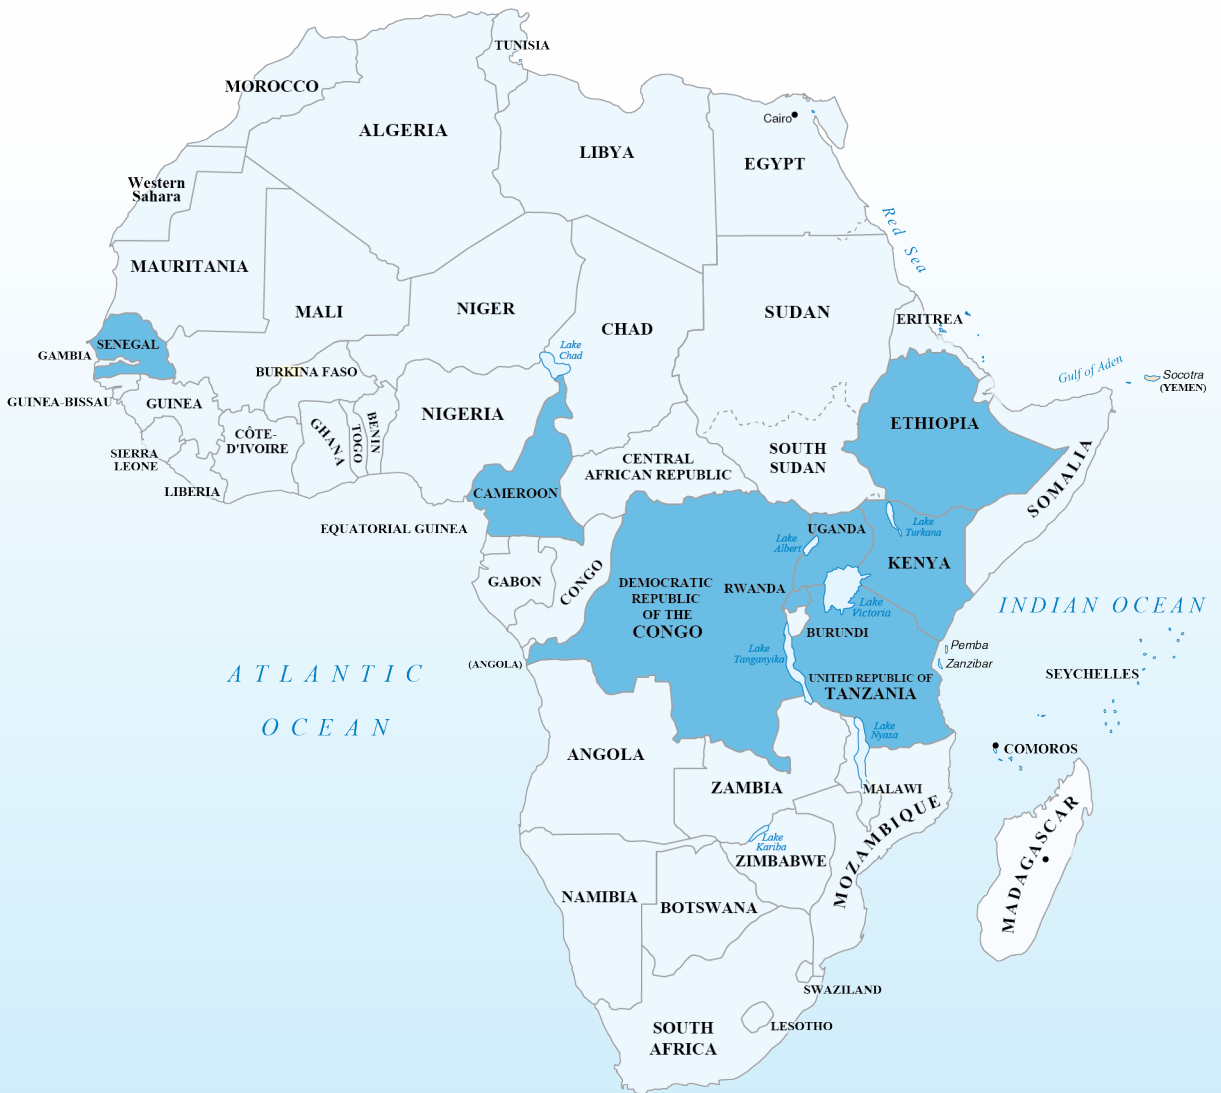 TUNISIA
MOROCCO
ALGERIA
Cairo
LIBYA
EGYPT
Western
Sahara
Red Sea
MAURITANIA
MALI
NIGER
CHAD
SUDAN
ERITREA
SENEGAL
GAMBIA
Lake
Chad
Gulf of Aden
Socotra
(YEMEN)
BURKINA FASO
GUINEA-BISSAU
GUINEA
NIGERIA
ETHIOPIA
CÔTE-
D'IVOIRE
GHANA
TOGO
BENIN
SIERRA
LEONE
LIBERIA
CENTRAL
AFRICAN REPUBLIC
SOUTH
SUDAN
SOMALIA
CAMEROON
EQUATORIAL GUINEA
UGANDA
Lake
Turkana
Lake
Albert
KENYA
GABON
CONGO
DEMOCRATIC
REPUBLIC
OF THE
CONGO
RWANDA
Lake
Victoria
INDIAN OCEAN
BURUNDI
Pemba
Zanzibar
Lake
Tanganyika
(ANGOLA)
ATLANTIC
OCEAN
UNITED REPUBLIC OF
TANZANIA
SEYCHELLES
Lake
Nyasa
COMOROS
ANGOLA
ZAMBIA
MALAWI
MOZAMBIQUE
MADAGASCAR
Lake
Kariba
ZIMBABWE
NAMIBIA
BOTSWANA
SWAZILAND
LESOTHO
SOUTH
AFRICA